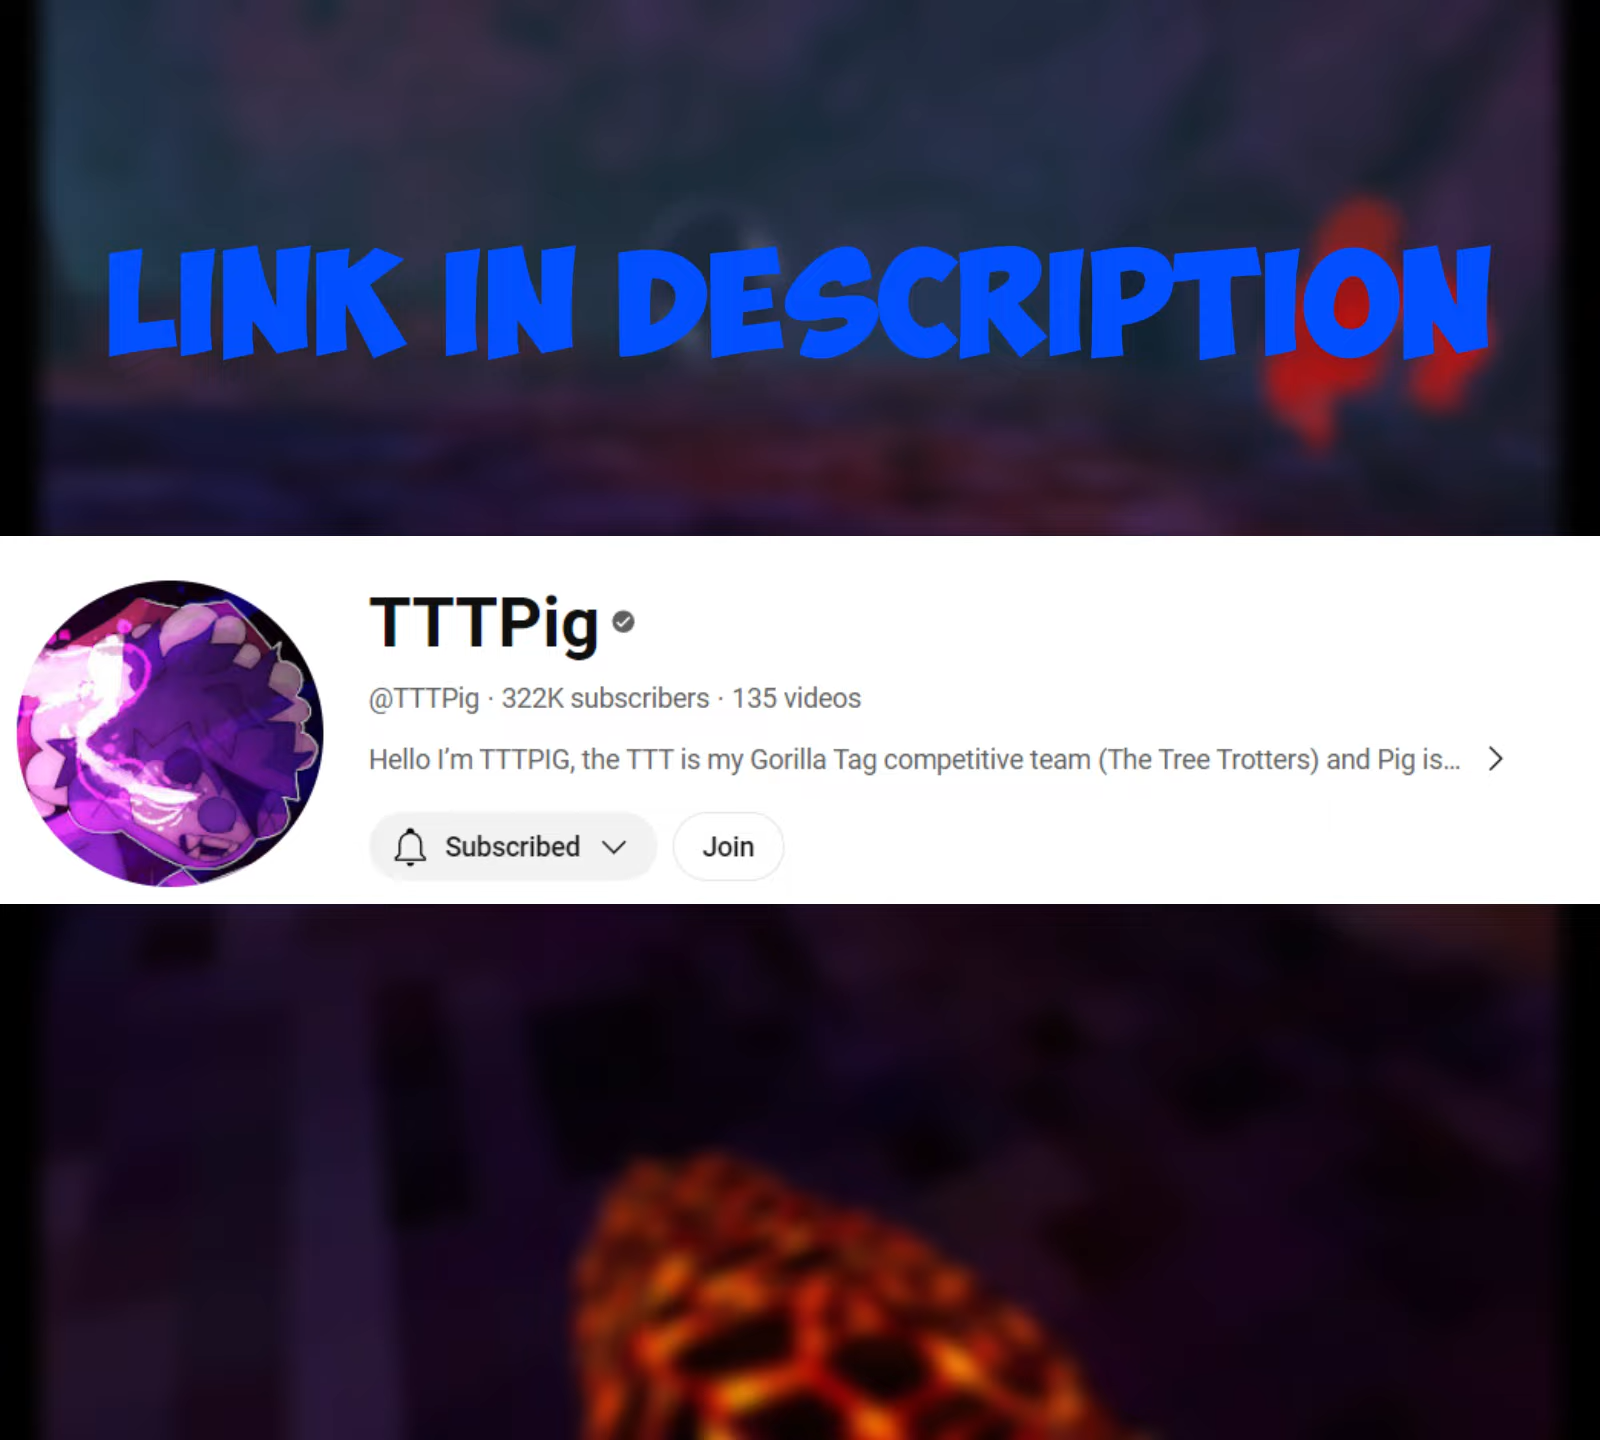 LINK IN DESCRIPTION
TTTPig
@TTTPig · 322K subscribers · 135 videos
Hello I’m TTTPIG, the TTT is my Gorilla Tag competitive team (The Tree Trotters) and Pig is...
Subscribed
Join